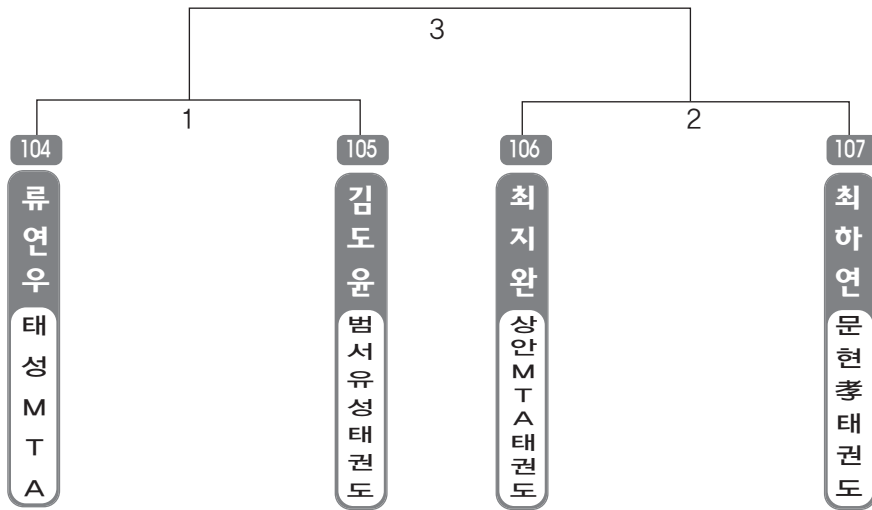 3
1
2
104
105
106
107
류연우
김도윤
최지완
최하연
태성MTA
범서유성태권도
상안MTA태권도
문현孝태권도